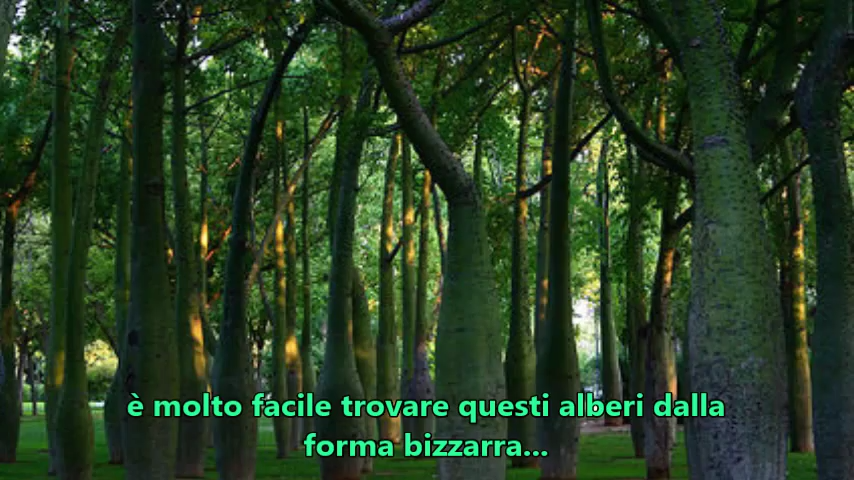 è molto facile trovare questi alberi dalla
forma bizzarra...